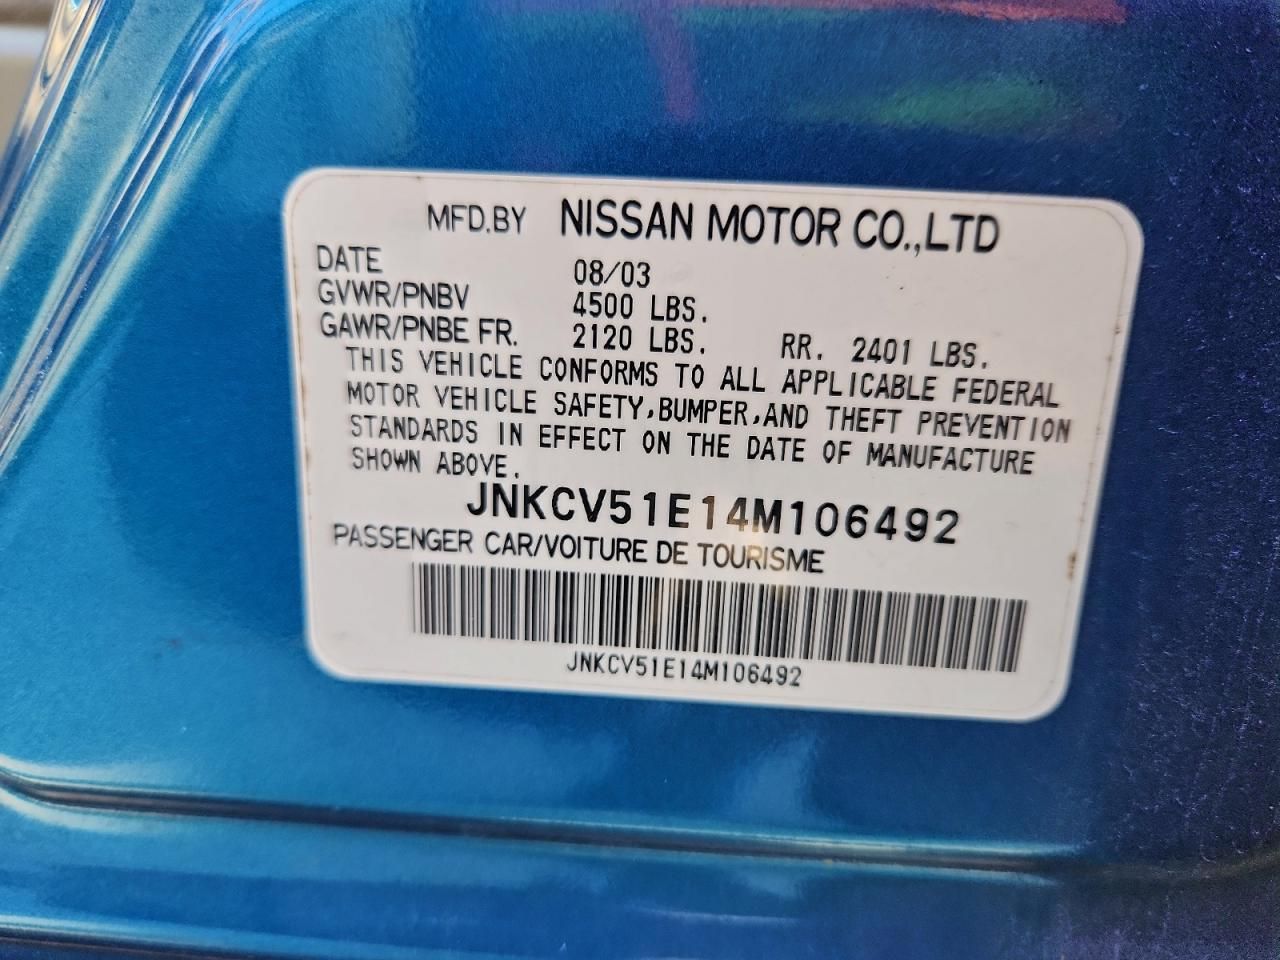 MFD.BY NISSAN MOTOR CO.,LTD
DATE 08/03
GVWR/PNBV 4500 LBS.
GAWR/PNBE FR. 2120 LBS. RR. 2401 LBS.
THIS VEHICLE CONFORMS TO ALL APPLICABLE FEDERAL
MOTOR VEHICLE SAFETY,BUMPER,AND THEFT PREVENTION
STANDARDS IN EFFECT ON THE DATE OF MANUFACTURE
SHOWN ABOVE.
JNKCV51E14M106492
PASSENGER CAR/VOITURE DE TOURISME
JNKCV51E14M106492